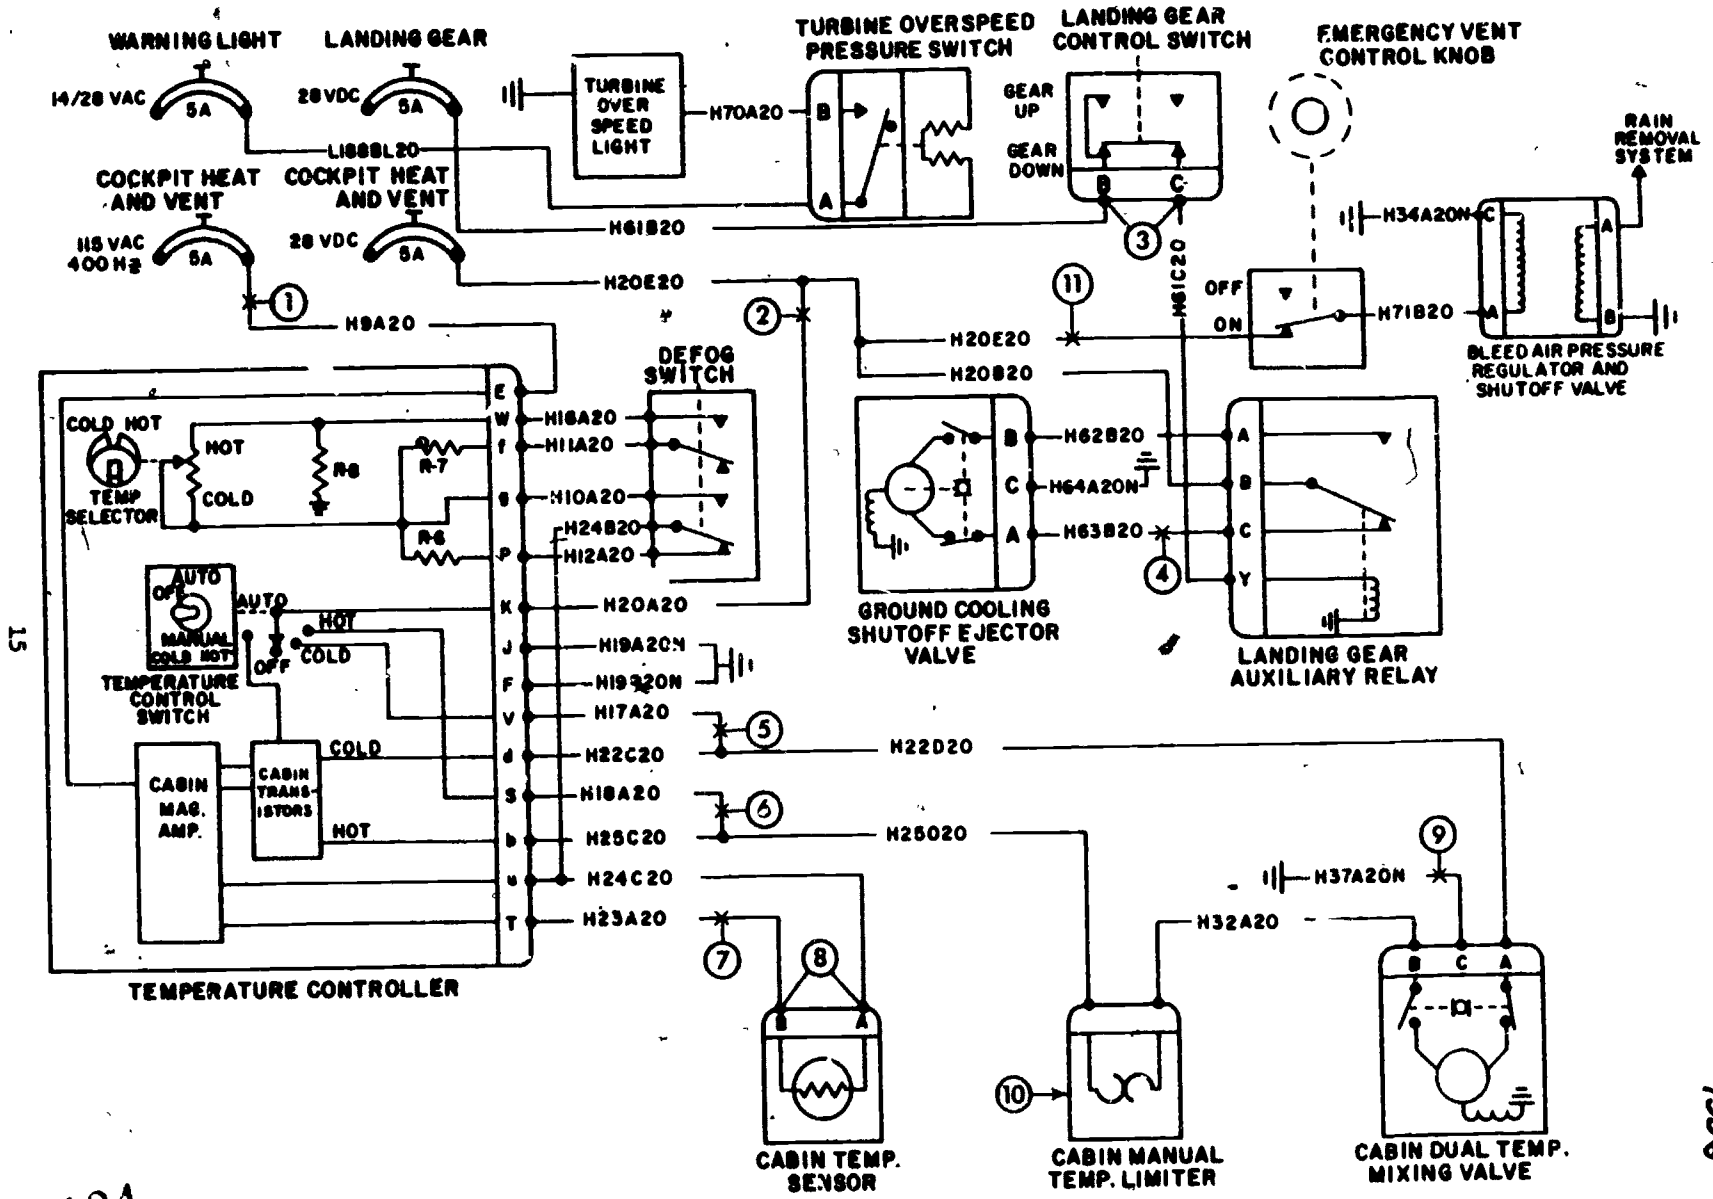 WARNING LIGHT
14/28 VAC
5A
LANDING GEAR
28 VDC
5A
TURBINE
OVER
SPEED
LIGHT
H70A20
TURBINE OVERSPEED
PRESSURE SWITCH
B
A
LANDING GEAR
CONTROL SWITCH
GEAR
UP
GEAR
DOWN
B
C
3
EMERGENCY VENT
CONTROL KNOB
RAIN
REMOVAL
SYSTEM
L188BL20
COCKPIT HEAT
AND VENT
115 VAC
400 Hz
5A
COCKPIT HEAT
AND VENT
28 VDC
5A
H61B20
H61C20
H20E20
1
2
H9A20
11
OFF
ON
H20E20
H71B20
H34A20N
C
A
A
B
BLEED AIR PRESSURE
REGULATOR AND
SHUTOFF VALVE
H20B20
DEFOG
SWITCH
E
W
f
g
P
K
J
F
V
d
S
b
u
T
H16A20
H11A20
H10A20
H24B20
H12A20
H20A20
H19A20N
H19B20N
H17A20
H22C20
H18A20
H25C20
H24C20
H23A20
COLD HOT
TEMP
SELECTOR
HOT
COLD
R-8
R-7
R-6
AUTO
OFF
MANUAL
COLD HOT
TEMPERATURE
CONTROL
SWITCH
AUTO
HOT
COLD
OFF
CABIN
MAG.
AMP.
CABIN
TRANS-
ISTORS
COLD
HOT
TEMPERATURE CONTROLLER
B
C
A
H62B20
H64A20N
H63B20
4
GROUND COOLING
SHUTOFF EJECTOR
VALVE
A
B
C
Y
LANDING GEAR
AUXILIARY RELAY
5
H22D20
6
H25020
7
8
B
A
CABIN TEMP.
SENSOR
10
CABIN MANUAL
TEMP. LIMITER
H32A20
H37A20N
9
B
C
A
CABIN DUAL TEMP.
MIXING VALVE
15